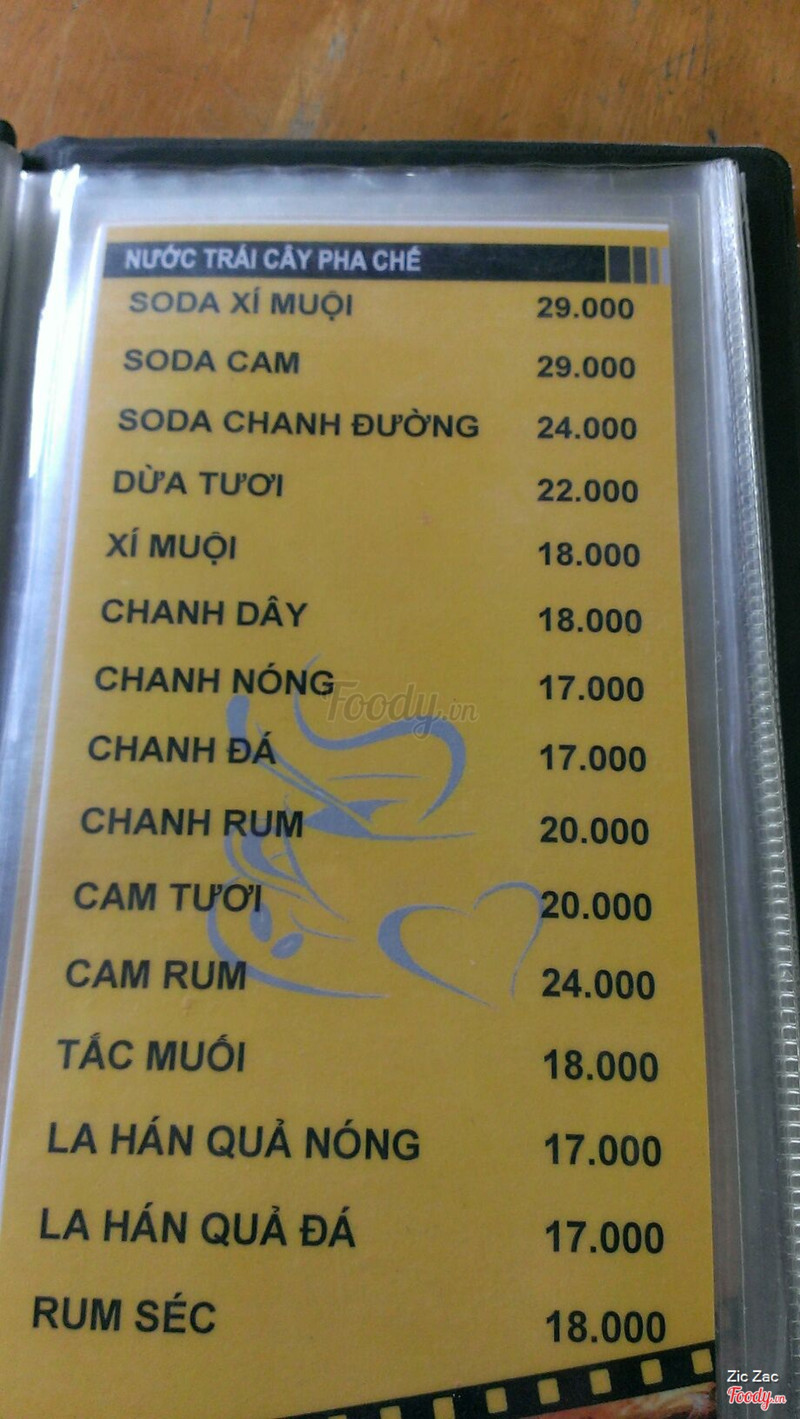 NƯỚC TRÁI CÂY PHA CHẾ
SODA XÍ MUỘI 29.000
SODA CAM 29.000
SODA CHANH ĐƯỜNG 24.000
DỪA TƯƠI 22.000
XÍ MUỘI 18.000
CHANH DÂY 18.000
CHANH NÓNG 17.000
Foody.vn
CHANH ĐÁ 17.000
CHANH RUM 20.000
CAM TƯƠI 20.000
CAM RUM 24.000
TẮC MUỐI 18.000
LA HÁN QUẢ NÓNG 17.000
LA HÁN QUẢ ĐÁ 17.000
RUM SÉC 18.000
Zic Zac
Foody.vn